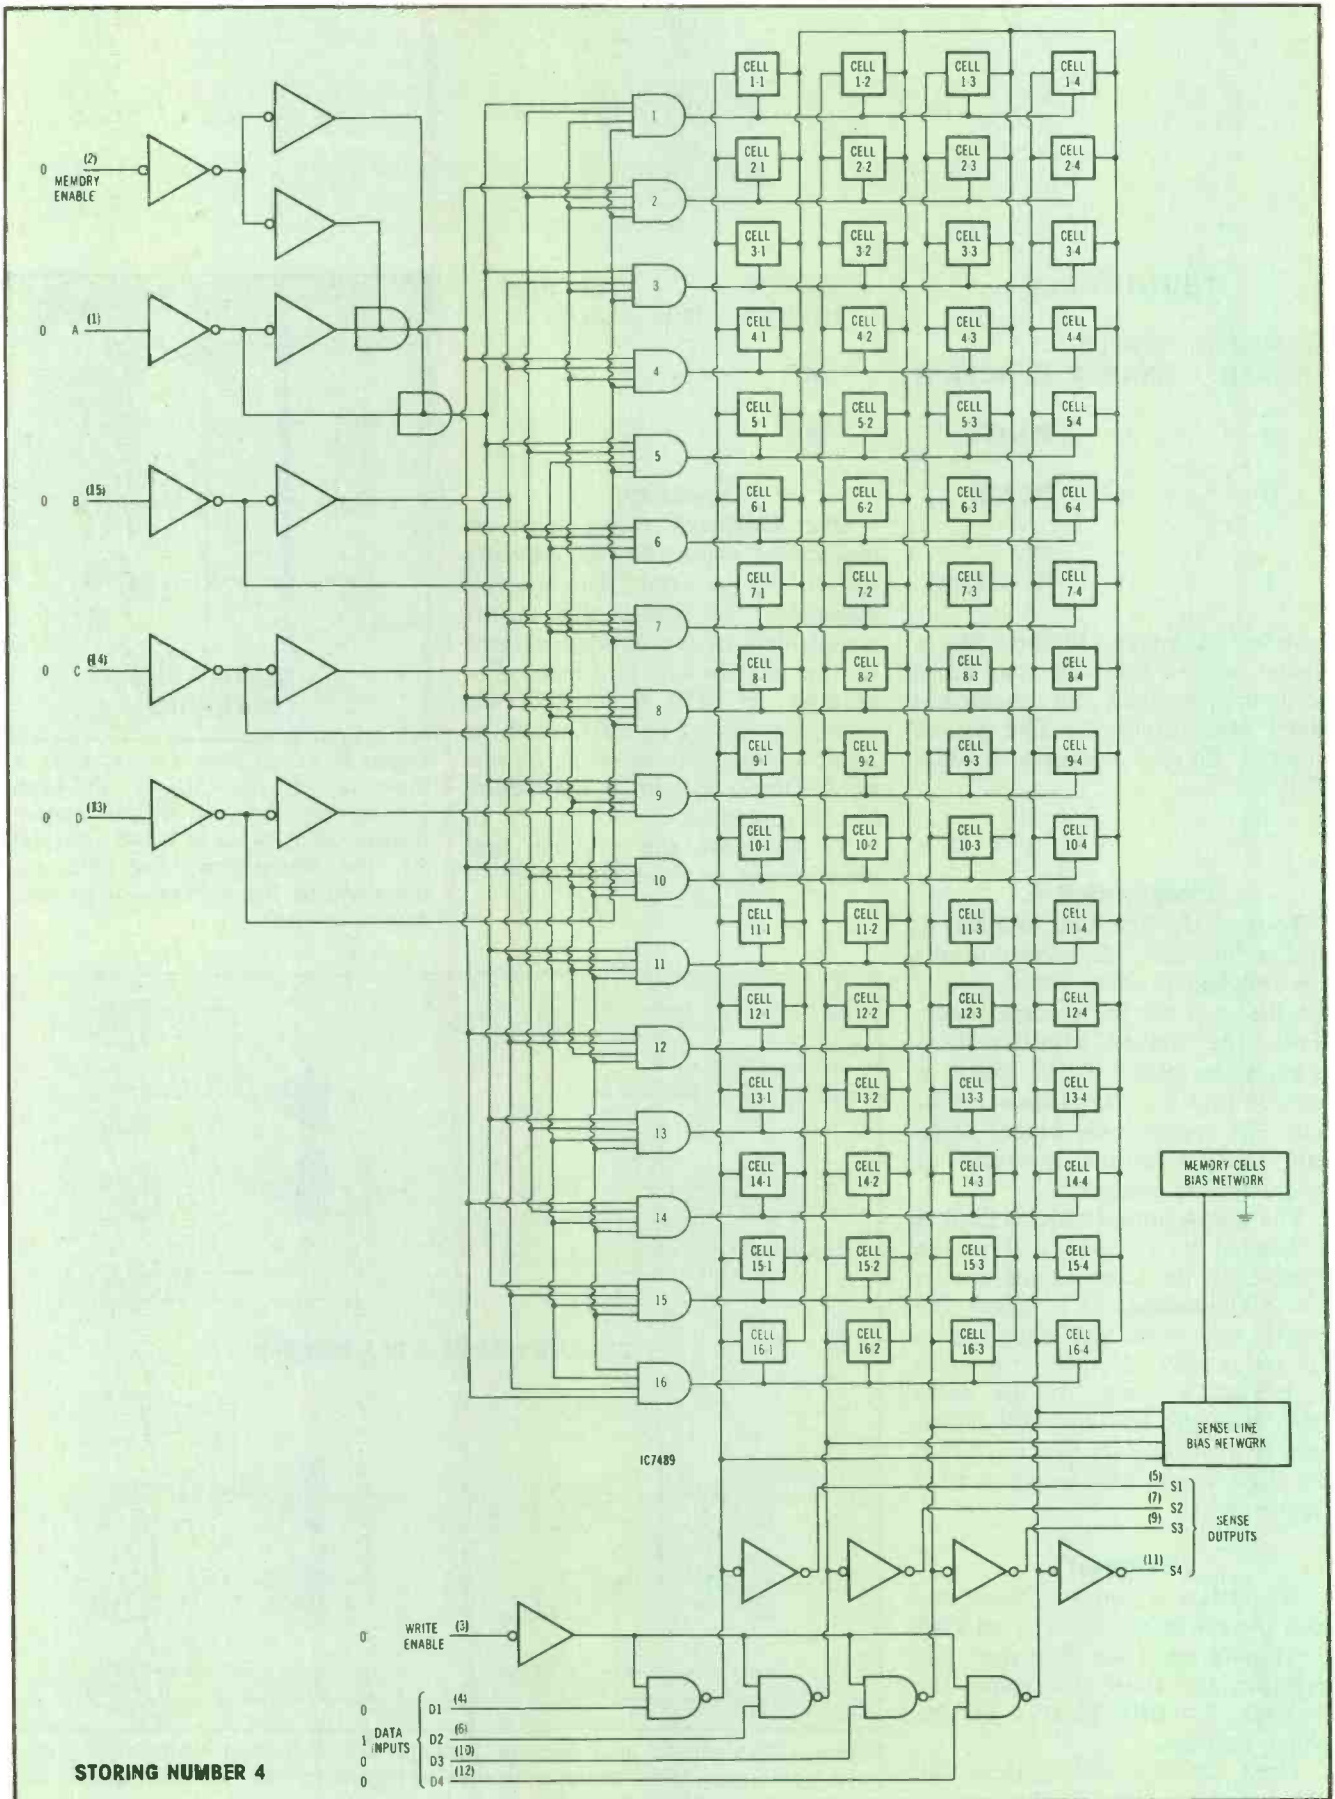 0 (2)
MEMORY
ENABLE
0 A (1)
0 B (15)
0 C (14)
0 D (13)
1
2
3
4
5
6
7
8
9
10
11
12
13
14
15
16
CELL 1-1 CELL 1-2 CELL 1-3 CELL 1-4
CELL 2-1 CELL 2-2 CELL 2-3 CELL 2-4
CELL 3-1 CELL 3-2 CELL 3-3 CELL 3-4
CELL 4-1 CELL 4-2 CELL 4-3 CELL 4-4
CELL 5-1 CELL 5-2 CELL 5-3 CELL 5-4
CELL 6-1 CELL 6-2 CELL 6-3 CELL 6-4
CELL 7-1 CELL 7-2 CELL 7-3 CELL 7-4
CELL 8-1 CELL 8-2 CELL 8-3 CELL 8-4
CELL 9-1 CELL 9-2 CELL 9-3 CELL 9-4
CELL 10-1 CELL 10-2 CELL 10-3 CELL 10-4
CELL 11-1 CELL 11-2 CELL 11-3 CELL 11-4
CELL 12-1 CELL 12-2 CELL 12-3 CELL 12-4
CELL 13-1 CELL 13-2 CELL 13-3 CELL 13-4
CELL 14-1 CELL 14-2 CELL 14-3 CELL 14-4
CELL 15-1 CELL 15-2 CELL 15-3 CELL 15-4
CELL 16-1 CELL 16-2 CELL 16-3 CELL 16-4
MEMORY CELLS
BIAS NETWORK
SENSE LINE
BIAS NETWORK
IC7489
(5) S1
(7) S2
(9) S3
(11) S4
SENSE
OUTPUTS
0 WRITE (3)
ENABLE
DATA
INPUTS
0 D1 (4)
1 D2 (6)
0 D3 (10)
0 D4 (12)
STORING NUMBER 4